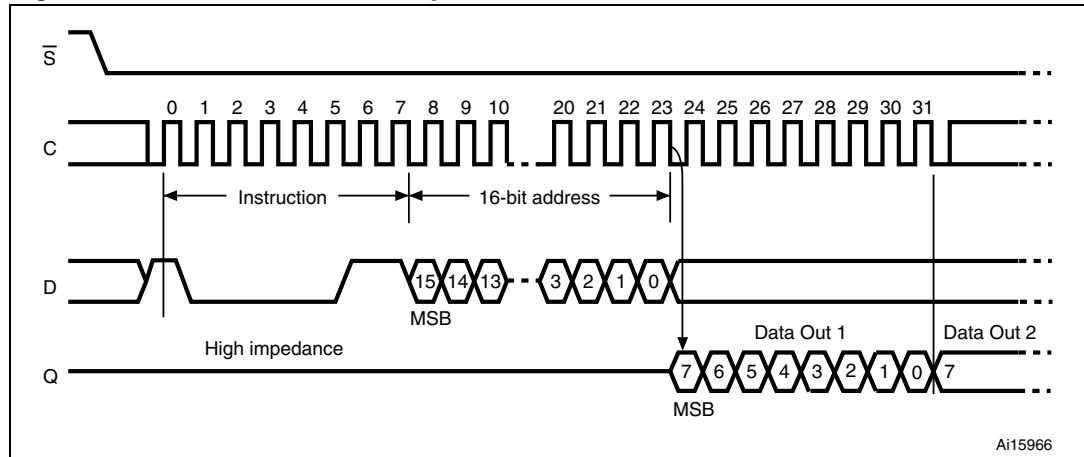 S
0 1 2 3 4 5 6 7 8 9 10 20 21 22 23 24 25 26 27 28 29 30 31
C
Instruction 16-bit address
D
15 14 13 3 2 1 0
MSB
High impedance Data Out 1 Data Out 2
Q
7 6 5 4 3 2 1 0 7
MSB
Ai15966